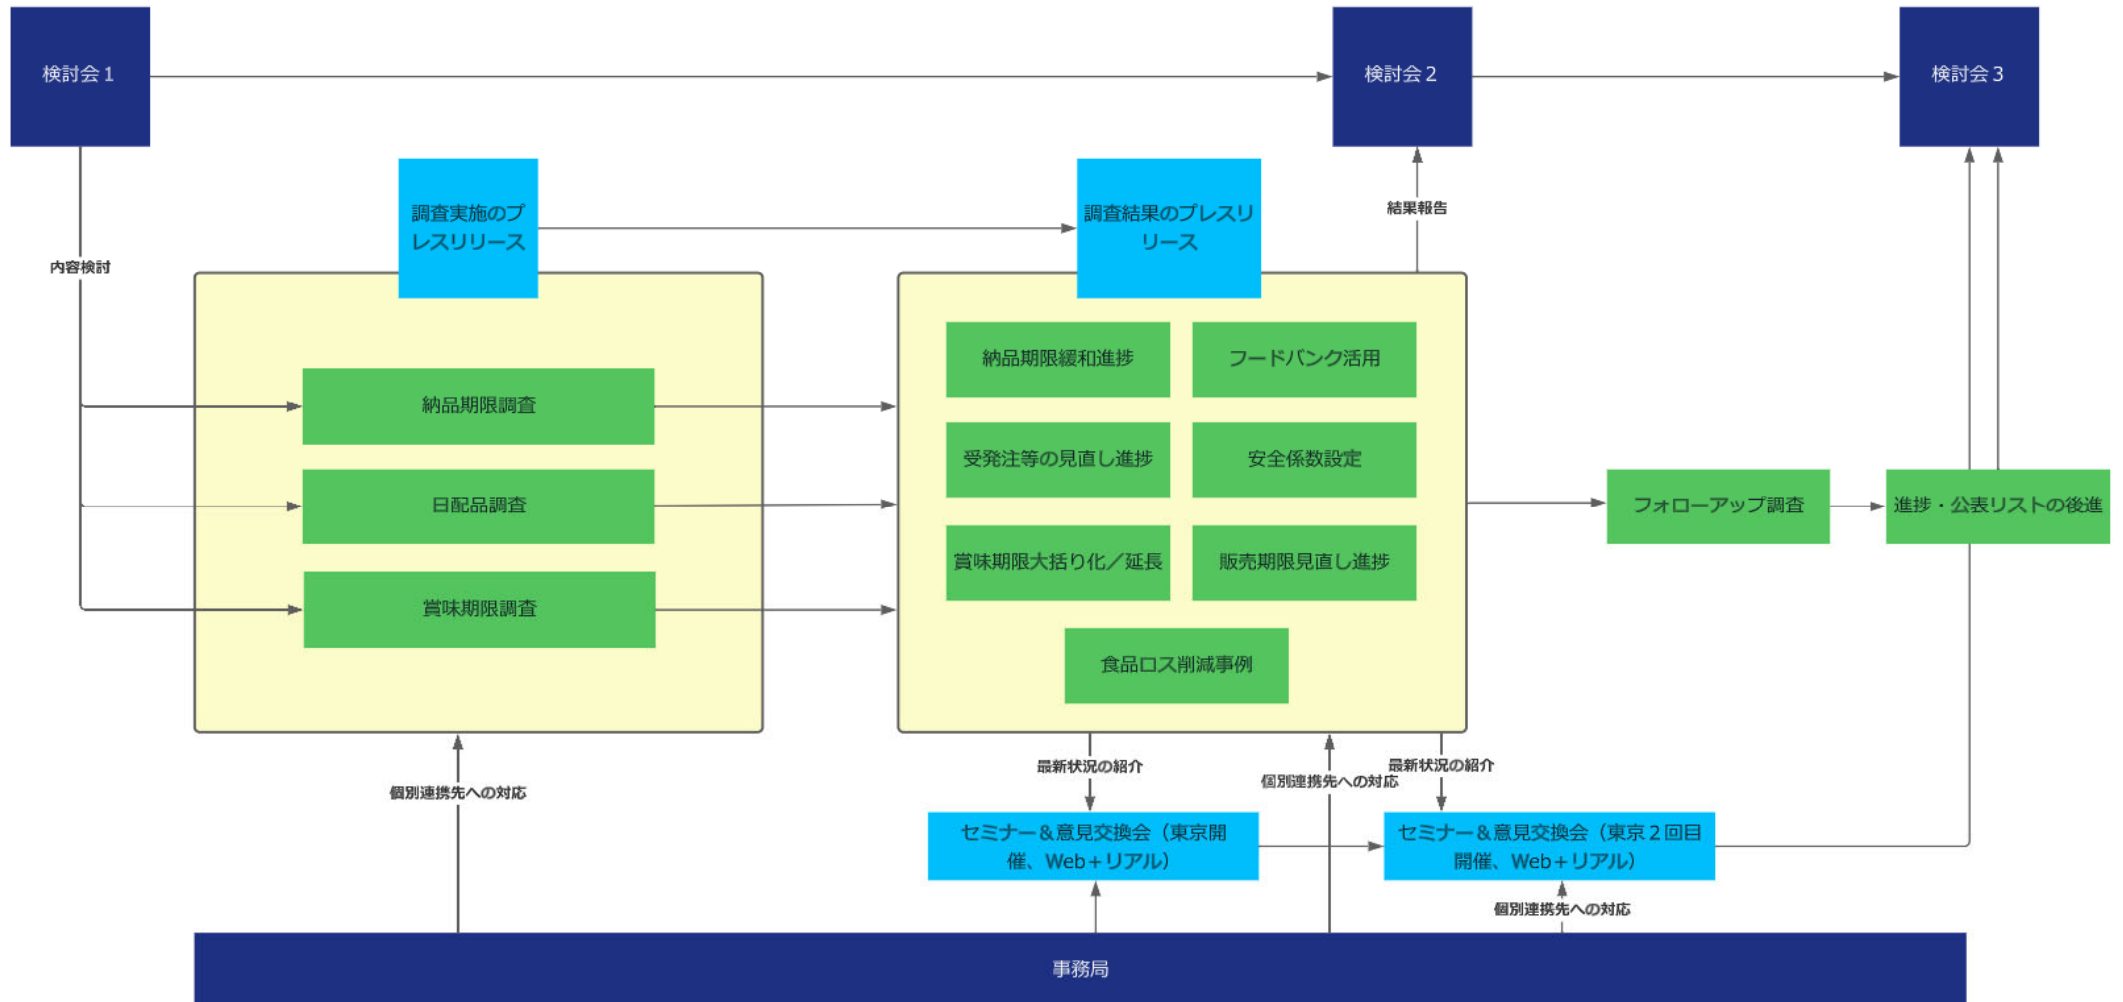 検討会１
検討会２
検討会３
調査実施のプ
レスリリース
調査結果のプレスリ
リース
結果報告
内容検討
納品期限調査
日配品調査
賞味期限調査
納品期限緩和進捗
フードバンク活用
受発注等の見直し進捗
安全係数設定
賞味期限大括り化／延長
販売期限見直し進捗
食品ロス削減事例
フォローアップ調査
進捗・公表リストの後進
個別連携先への対応
最新状況の紹介
個別連携先への対応
最新状況の紹介
セミナー＆意見交換会（東京開
催、Web＋リアル）
セミナー＆意見交換会（東京２回目
開催、Web＋リアル）
個別連携先への対応
事務局